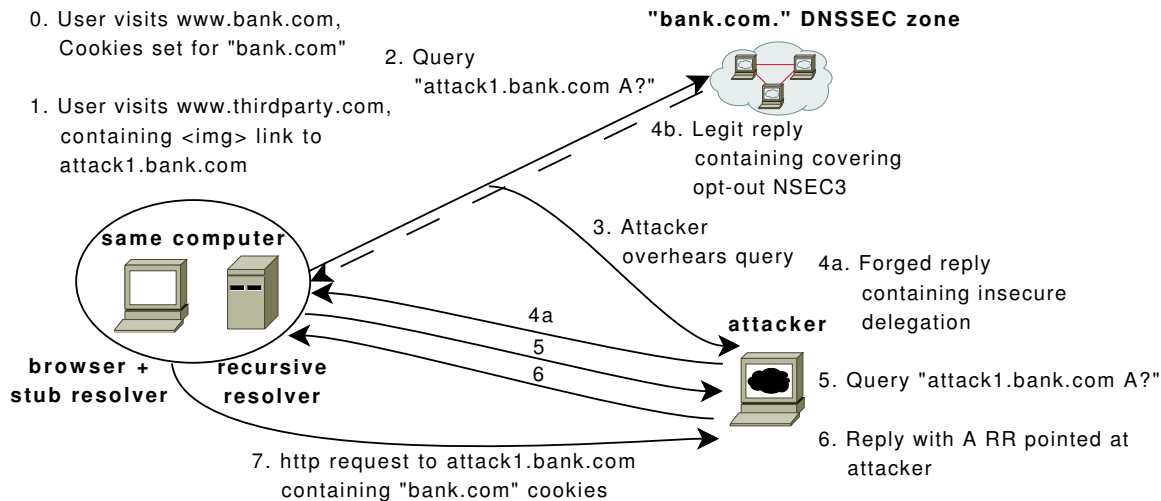 0. User visits www.bank.com,
Cookies set for "bank.com"
1. User visits www.thirdparty.com,
containing <img> link to
attack1.bank.com
"bank.com." DNSSEC zone
2. Query
"attack1.bank.com A?"
4b. Legit reply
containing covering
opt-out NSEC3
3. Attacker
overhears query
4a. Forged reply
containing insecure
delegation
same computer
browser +
stub resolver
recursive
resolver
4a
5
6
attacker
5. Query "attack1.bank.com A?"
6. Reply with A RR pointed at
attacker
7. http request to attack1.bank.com
containing "bank.com" cookies